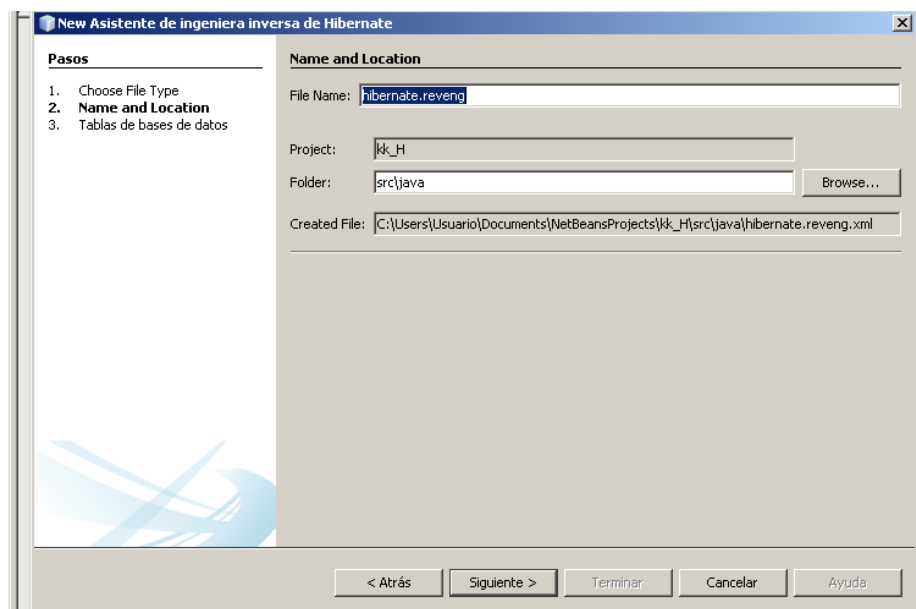 New Asistente de ingeniera inversa de Hibernate
Pasos
1. Choose File Type
2. Name and Location
3. Tablas de bases de datos
Name and Location
File Name: hibernate.reveng
Project: kk_H
Folder: src\java Browse...
Created File: C:\Users\Usuario\Documents\NetBeansProjects\kk_H\src\java\hibernate.reveng.xml
< Atrás Siguiente > Terminar Cancelar Ayuda